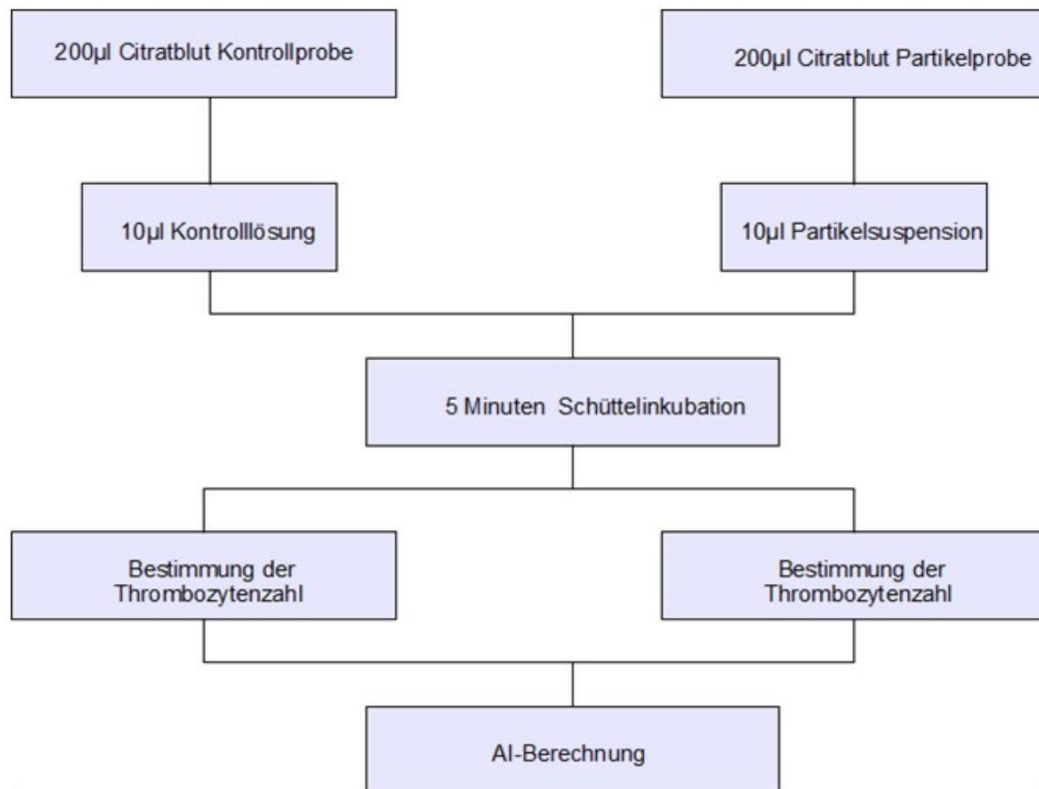 200µl Citratblut Kontrollprobe
200µl Citratblut Partikelprobe
10µl Kontrolllösung
10µl Partikelsuspension
5 Minuten Schüttelinkubation
Bestimmung der
Thrombozytenzahl
Bestimmung der
Thrombozytenzahl
AI-Berechnung